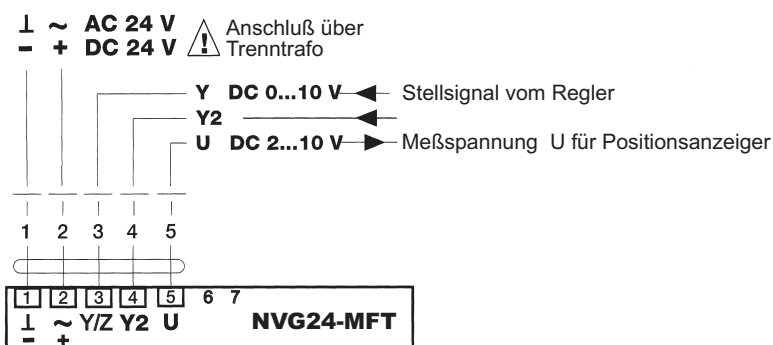 ⊥ ~ AC 24 V
– + DC 24 V
Anschluß über
Trenntrafo
Y DC 0...10 V Stellsignal vom Regler
Y2
U DC 2...10 V Meßspannung U für Positionsanzeiger
1 2 3 4 5
1 2 3 4 5 6 7
⊥ ~ Y/Z Y2 U NVG24-MFT
– +